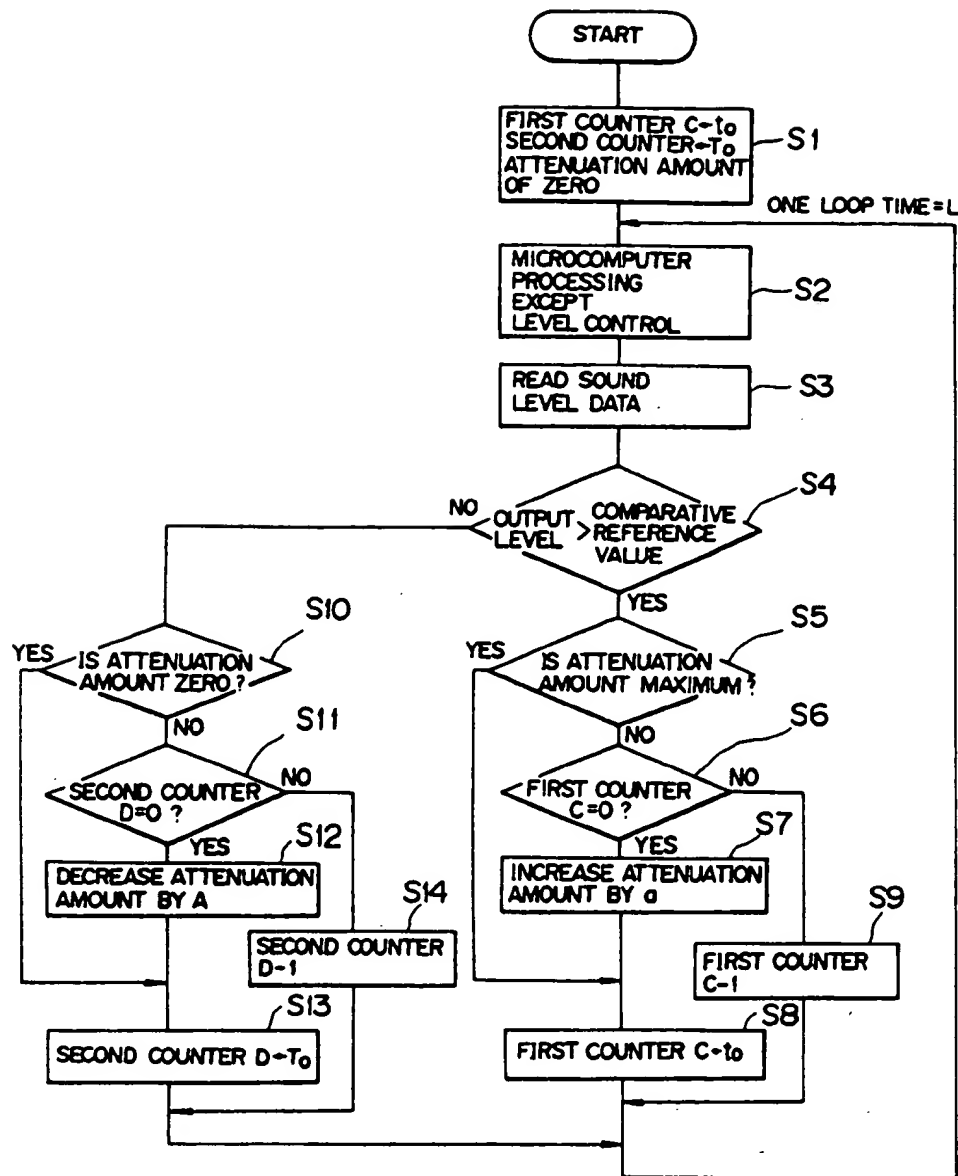 START
FIRST COUNTER C←to
SECOND COUNTER←To
ATTENUATION AMOUNT
OF ZERO
S1
ONE LOOP TIME=L
MICROCOMPUTER
PROCESSING
EXCEPT
LEVEL CONTROL
S2
READ SOUND
LEVEL DATA
S3
S4
NO
OUTPUT
LEVEL
>
COMPARATIVE
REFERENCE
VALUE
YES
S10
YES
IS ATTENUATION
AMOUNT ZERO?
NO
S5
YES
IS ATTENUATION
AMOUNT MAXIMUM?
NO
S11
SECOND COUNTER
D=0 ?
NO
YES
S6
FIRST COUNTER
C=0 ?
NO
YES
S12
DECREASE ATTENUATION
AMOUNT BY A
S7
INCREASE ATTENUATION
AMOUNT BY a
S14
SECOND COUNTER
D-1
S9
FIRST COUNTER
C-1
S13
SECOND COUNTER D←To
S8
FIRST COUNTER C←to